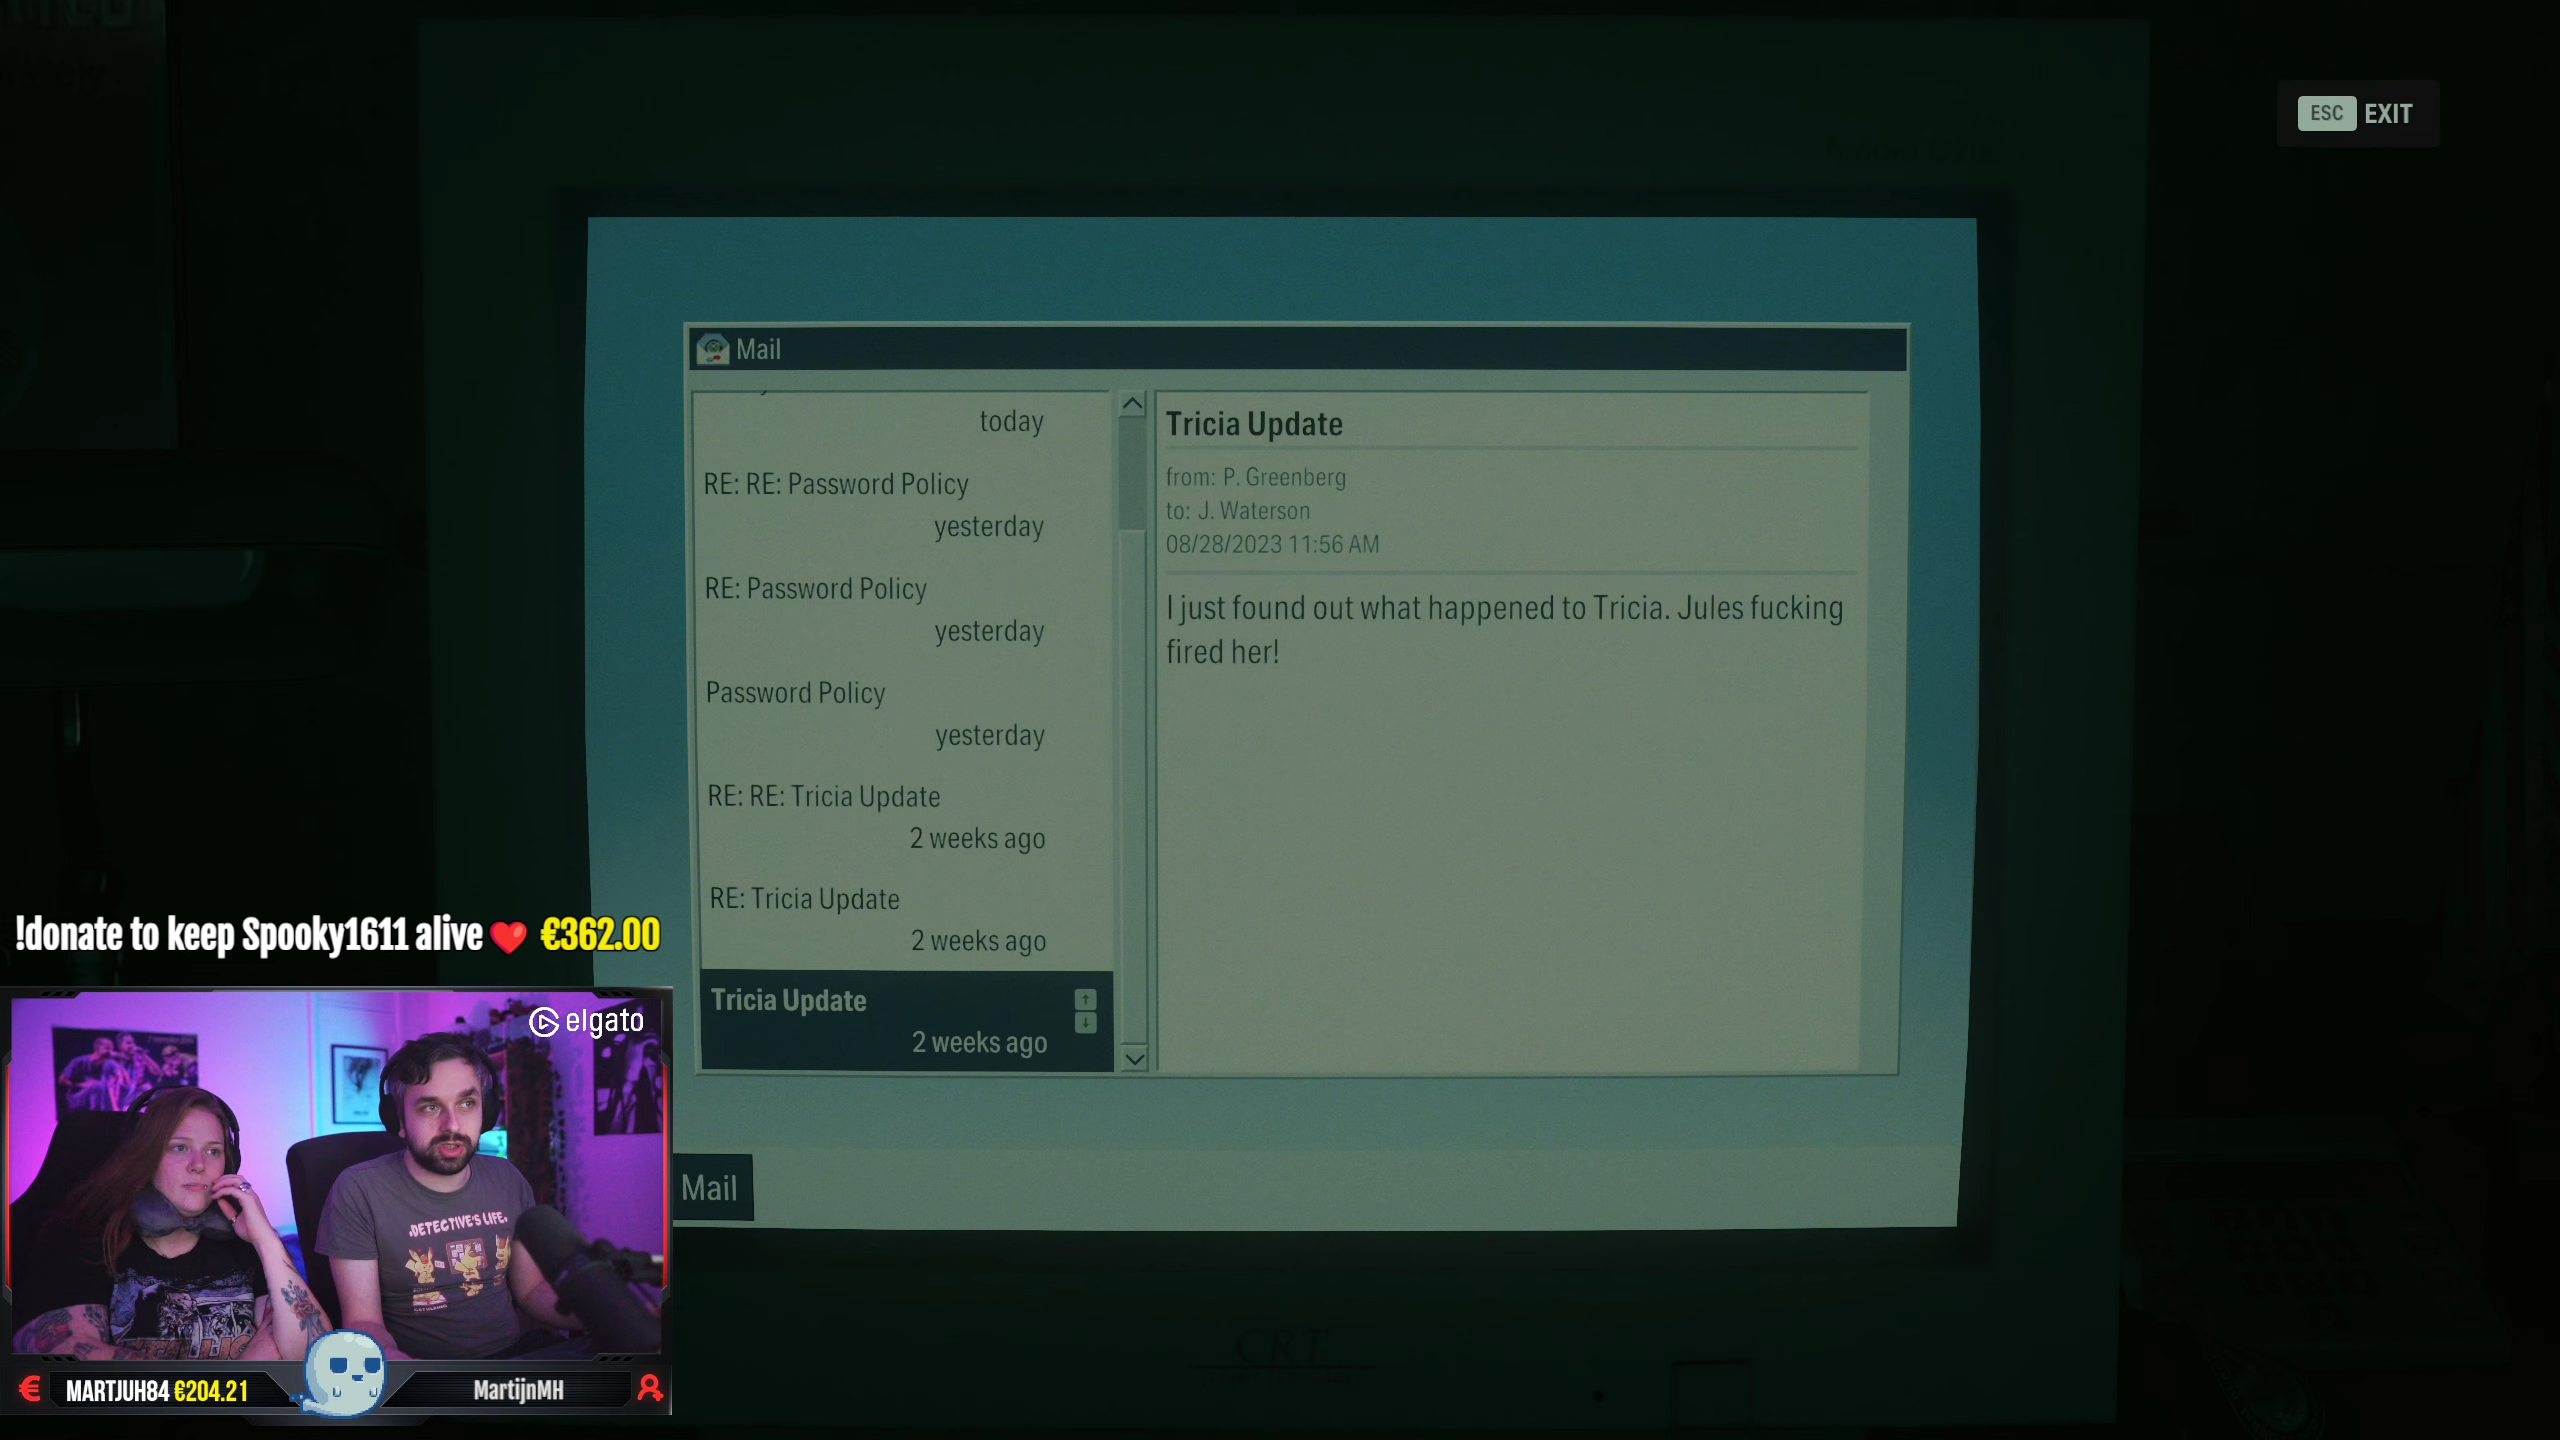 ESC EXIT
Mail
today
RE: RE: Password Policy
yesterday
RE: Password Policy
yesterday
Password Policy
yesterday
RE: RE: Tricia Update
2 weeks ago
RE: Tricia Update
2 weeks ago
Tricia Update
2 weeks ago
Tricia Update
from: P. Greenberg
to: J. Waterson
08/28/2023 11:56 AM
I just found out what happened to Tricia. Jules fucking
fired her!
Mail
!donate to keep Spooky1611 alive ❤ €362.00
elgato
DETECTIVE'S LIFE.
€ MARTJUH84 €204.21
MartijnMH
CRT